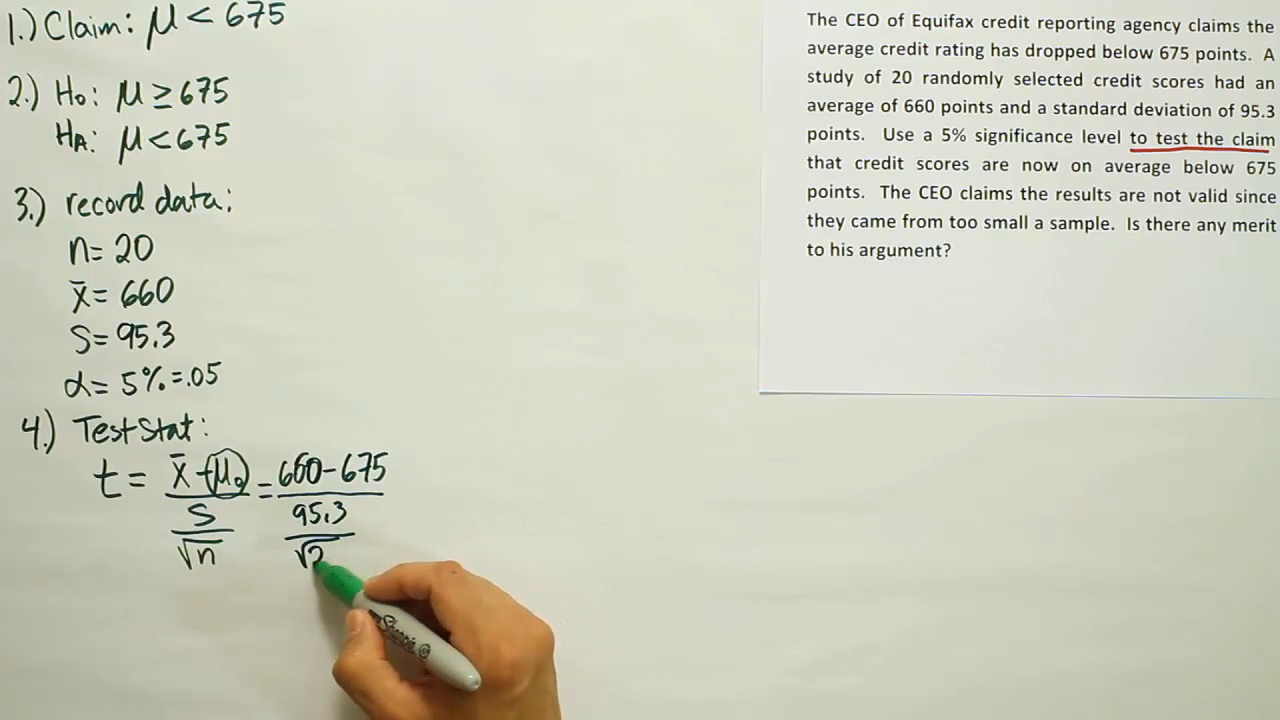 1.) Claim: μ < 675
2.) H₀: μ ≥ 675
H_A: μ < 675
3.) record data:
n = 20
x̄ = 660
S = 95.3
α = 5% = .05
4.) Test Stat:
t = x̄ - μ₀ = 660 - 675
S 95.3
√n √2
Sharpie
The CEO of Equifax credit reporting agency claims the
average credit rating has dropped below 675 points. A
study of 20 randomly selected credit scores had an
average of 660 points and a standard deviation of 95.3
points. Use a 5% significance level to test the claim
that credit scores are now on average below 675
points. The CEO claims the results are not valid since
they came from too small a sample. Is there any merit
to his argument?